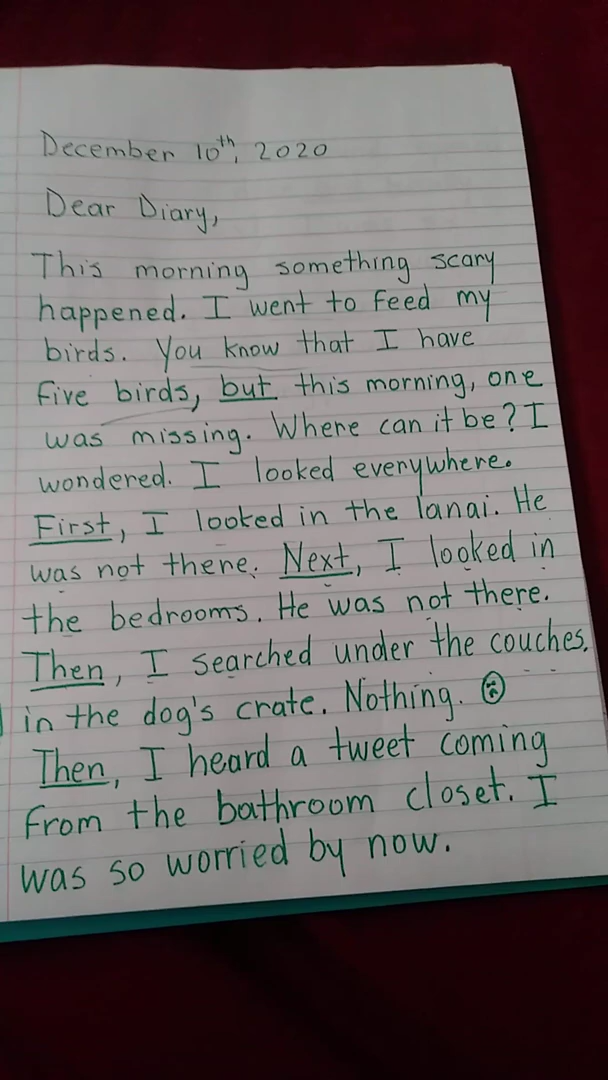 December 10th, 2020
Dear Diary,
This morning something scary
happened. I went to feed my
birds. You know that I have
five birds, but this morning, one
was missing. Where can it be? I
wondered. I looked everywhere.
First, I looked in the lanai. He
was not there. Next, I looked in
the bedrooms. He was not there.
Then, I searched under the couches.
in the dog's crate. Nothing. ☹
Then, I heard a tweet coming
from the bathroom closet. I
was so worried by now.